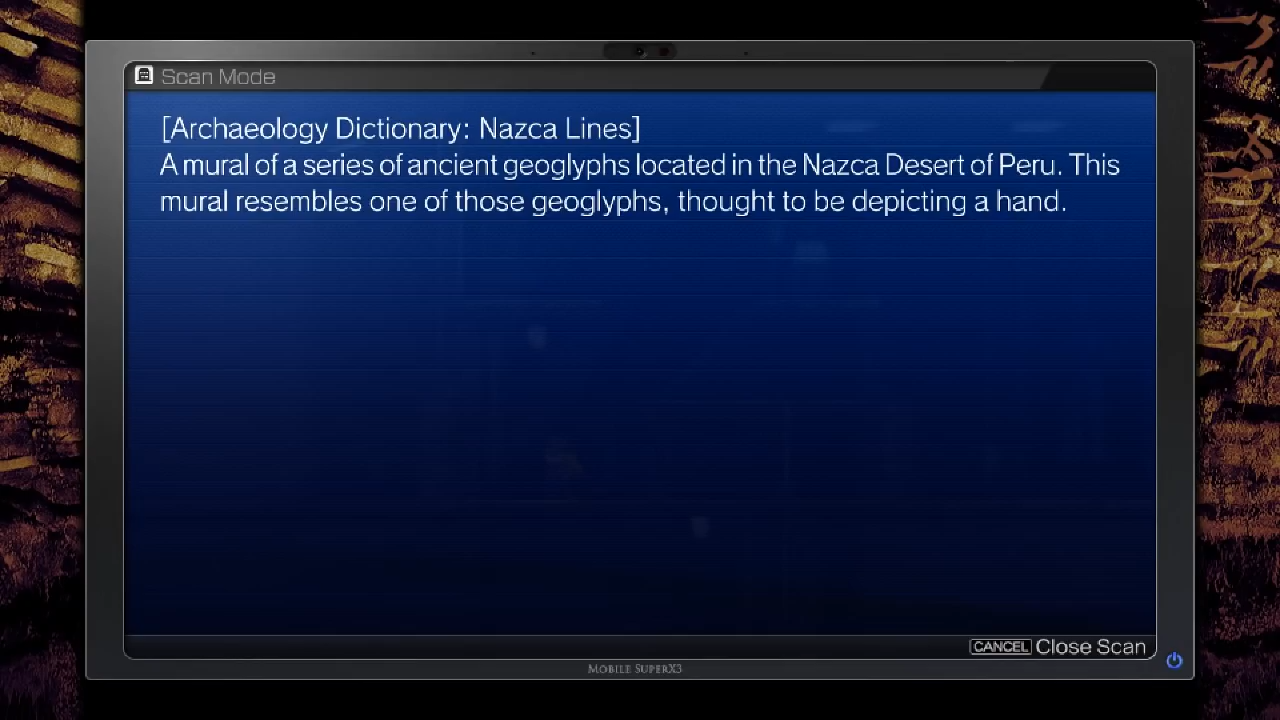 Scan Mode
[Archaeology Dictionary: Nazca Lines]
A mural of a series of ancient geoglyphs located in the Nazca Desert of Peru. This
mural resembles one of those geoglyphs, thought to be depicting a hand.
CANCEL Close Scan
MOBILE SUPERX3